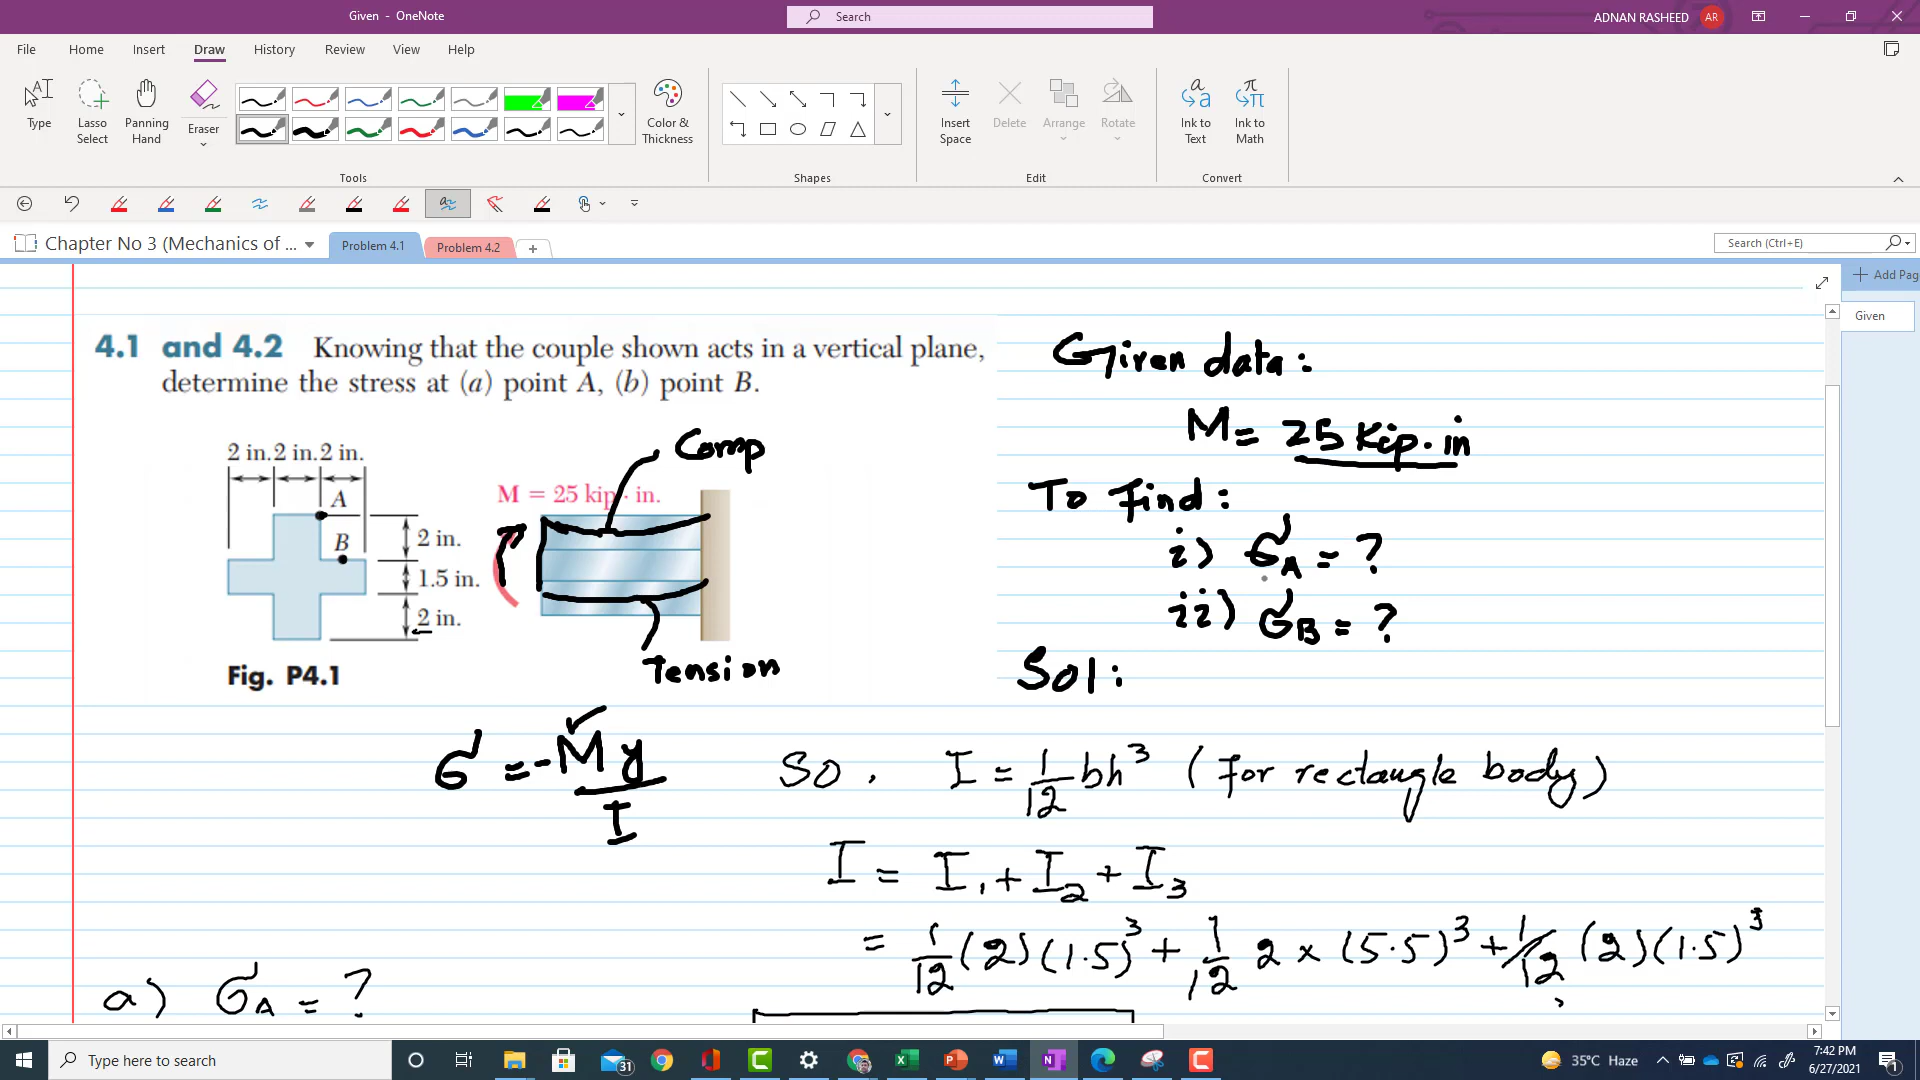 Given - OneNote
Search
ADNAN RASHEED
AR
File Home Insert Draw History Review View Help
Type
Lasso Select
Panning Hand
Eraser
Color & Thickness
Insert Space
Delete
Arrange
Rotate
Ink to Text
Ink to Math
Tools
Shapes
Edit
Convert
Chapter No 3 (Mechanics of ...
Problem 4.1
Problem 4.2
Search (Ctrl+E)
Add Pag
Given
4.1 and 4.2 Knowing that the couple shown acts in a vertical plane,
determine the stress at (a) point A, (b) point B.
2 in. 2 in. 2 in.
A
B
2 in.
1.5 in.
2 in.
Fig. P4.1
M = 25 kip · in.
Comp
Tension
Given data:
M = 25 Kip. in
To find:
i) σA = ?
ii) σB = ?
Sol:
σ = - My / I
So, I = 1/12 bh³ (for rectangle body)
I = I1 + I2 + I3
= 1/12 (2)(1.5)³ + 1/12 2 × (5.5)³ + 1/12 (2)(1.5)³
a) σA = ?
Type here to search
31
35°C Haze
7:42 PM
6/27/2021
1